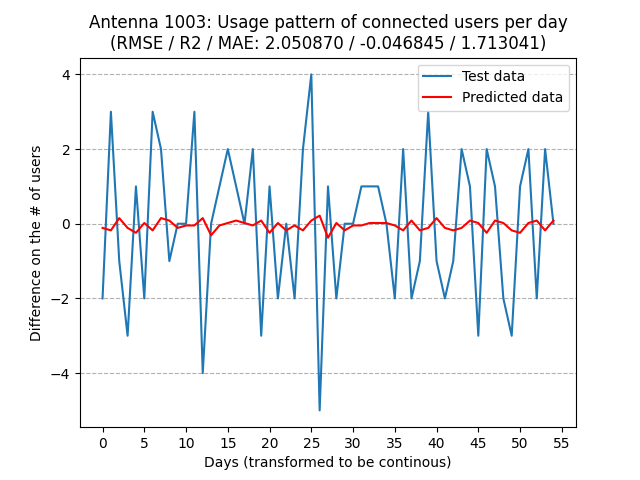 Antenna 1003: Usage pattern of connected users per day
(RMSE / R2 / MAE: 2.050870 / -0.046845 / 1.713041)
Test data
Predicted data
Difference on the # of users
4
2
0
−2
−4
0 5 10 15 20 25 30 35 40 45 50 55
Days (transformed to be continous)